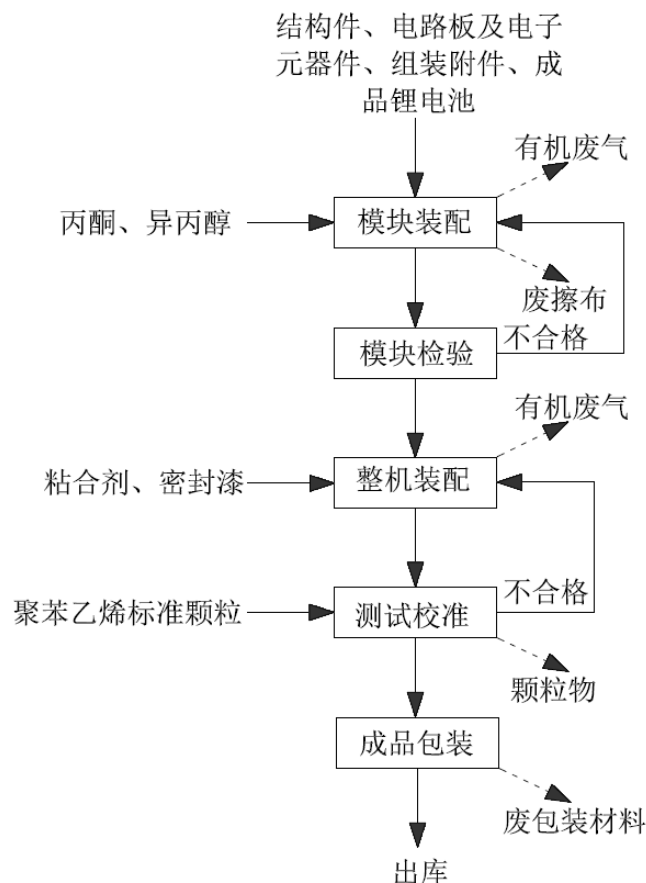 结构件、电路板及电子
元器件、组装附件、成
品锂电池
有机废气
丙酮、异丙醇
模块装配
废擦布
不合格
模块检验
有机废气
粘合剂、密封漆
整机装配
不合格
聚苯乙烯标准颗粒
测试校准
颗粒物
成品包装
废包装材料
出库